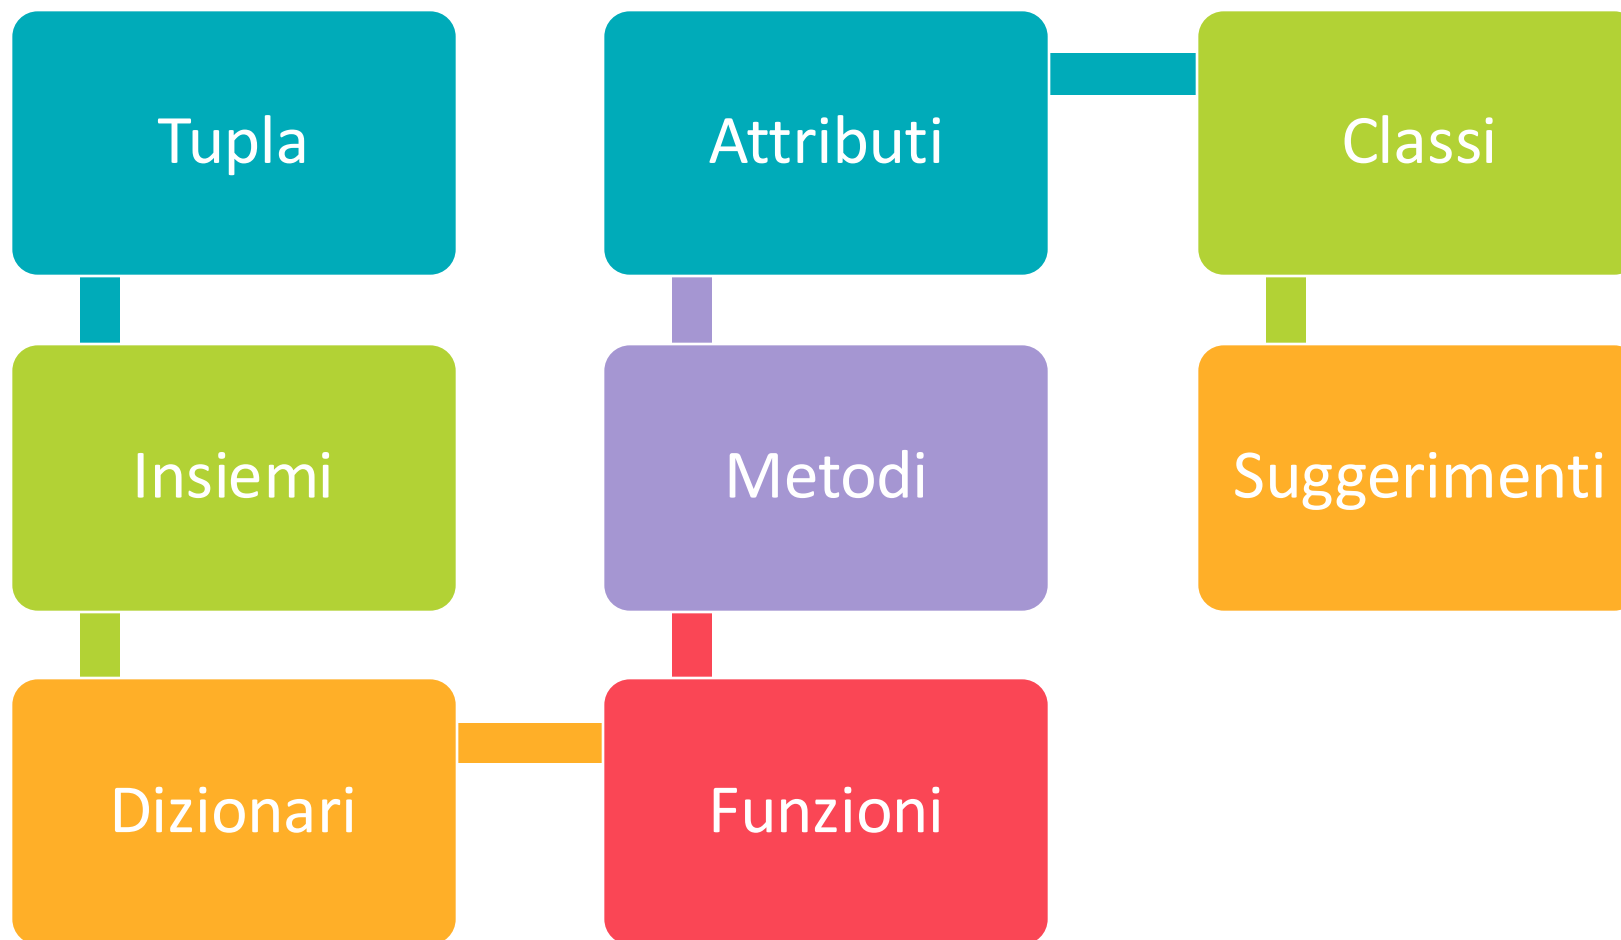 Tupla
Insiemi
Dizionari
Funzioni
Metodi
Attributi
Classi
Suggerimenti